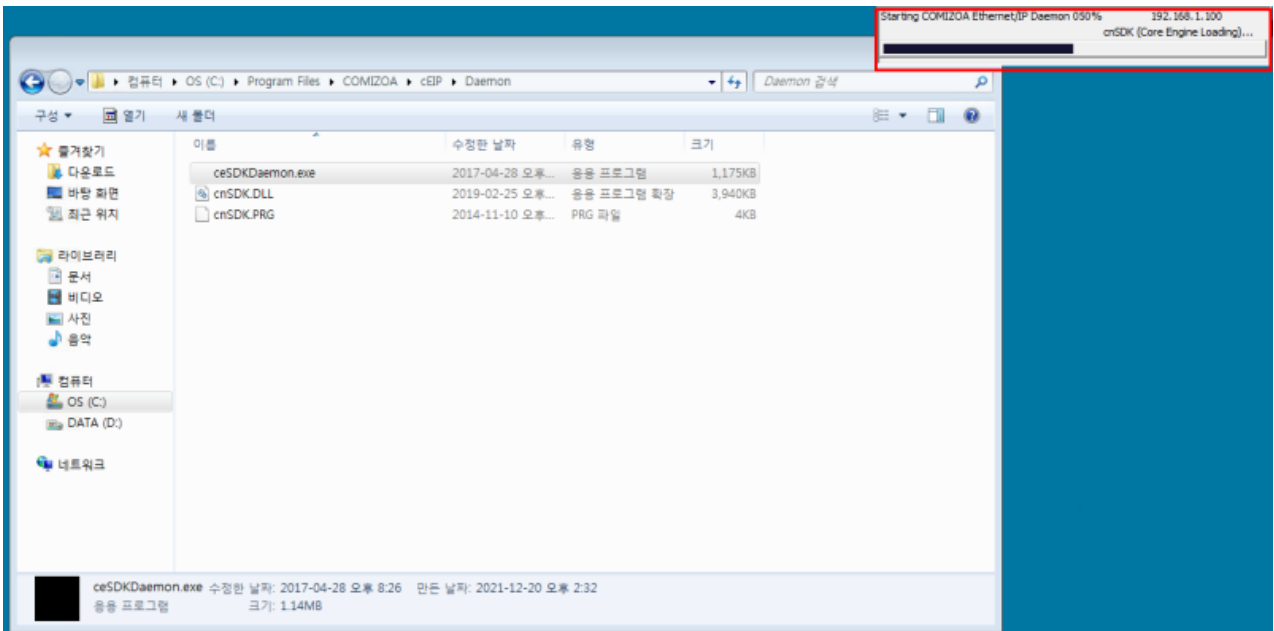 Starting COMIZOA Ethernet/IP Daemon 050% 192.168.1.100
cnSDK (Core Engine Loading)...
컴퓨터 OS (C:) Program Files COMIZOA cEIP Daemon Daemon 검색
구성 열기 새 폴더
이름 수정한 날짜 유형 크기
즐겨찾기
다운로드
바탕 화면
최근 위치
라이브러리
문서
비디오
사진
음악
컴퓨터
OS (C:)
DATA (D:)
네트워크
ceSDKDaemon.exe 2017-04-28 오후... 응용 프로그램 1,175KB
cnSDK.DLL 2019-02-25 오후... 응용 프로그램 확장 3,940KB
cnSDK.PRG 2014-11-10 오후... PRG 파일 4KB
ceSDKDaemon.exe 수정한 날짜: 2017-04-28 오후 8:26 만든 날짜: 2021-12-20 오후 2:32
응용 프로그램 크기: 1.14MB